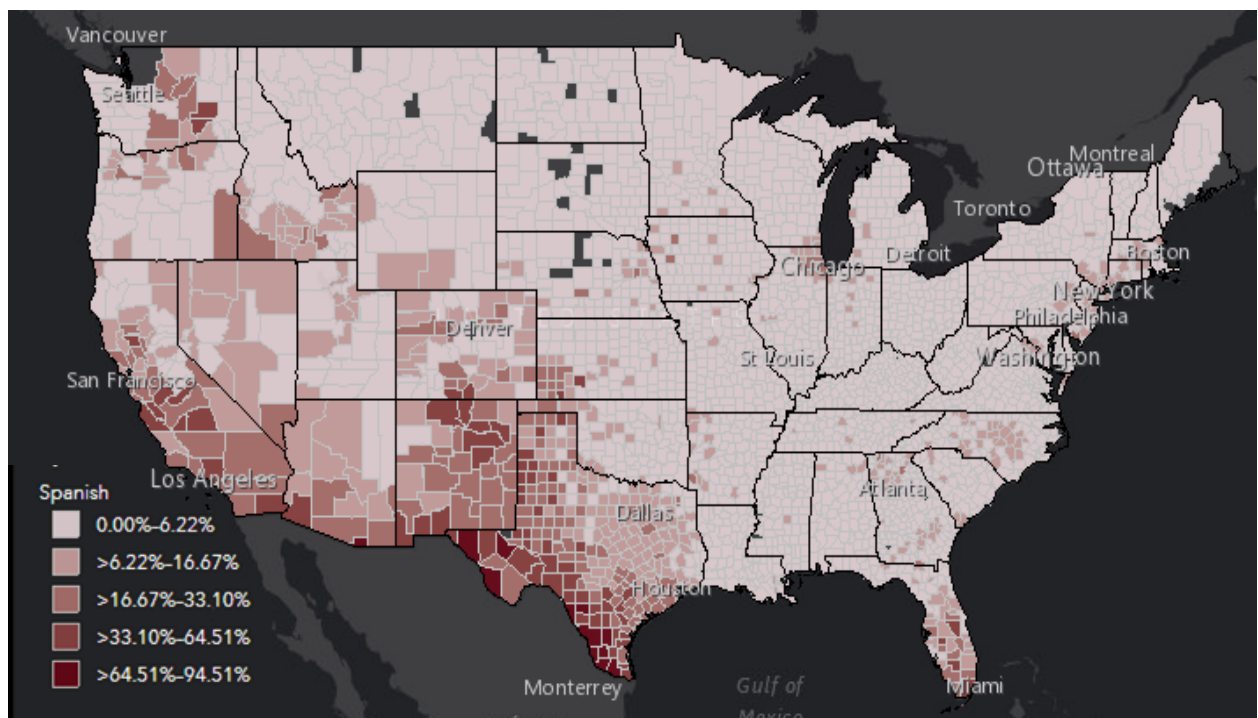 Vancouver
Seattle
Montreal
Ottawa
Toronto
Detroit
Boston
Chicago
New York
Philadelphia
Denver
St Louis
Washington
San Francisco
Los Angeles
Atlanta
Dallas
Houston
Spanish
0.00%–6.22%
>6.22%–16.67%
>16.67%–33.10%
>33.10%–64.51%
>64.51%–94.51%
Monterrey
Gulf of
Mexico
Miami